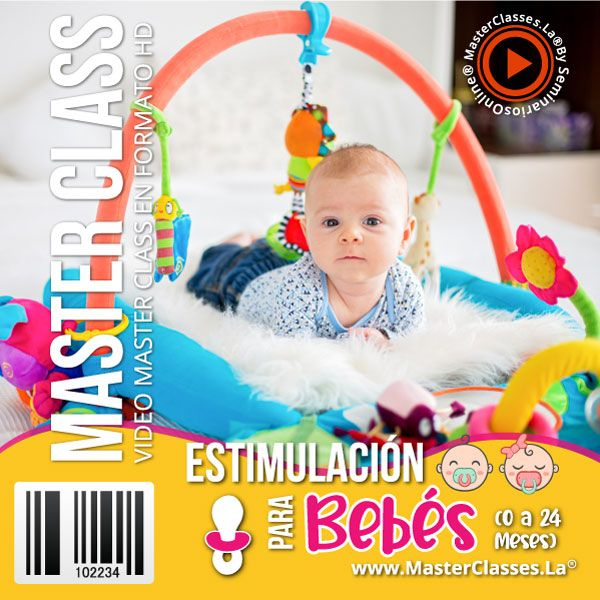 MASTER CLASS
VIDEO MASTER CLASS EN FORMATO HD
MasterClasses.La® By SeminariosOnline®
ESTIMULACIÓN
PARA
Bebés
(0 a 24
Meses)
www.MasterClasses.La®
102234